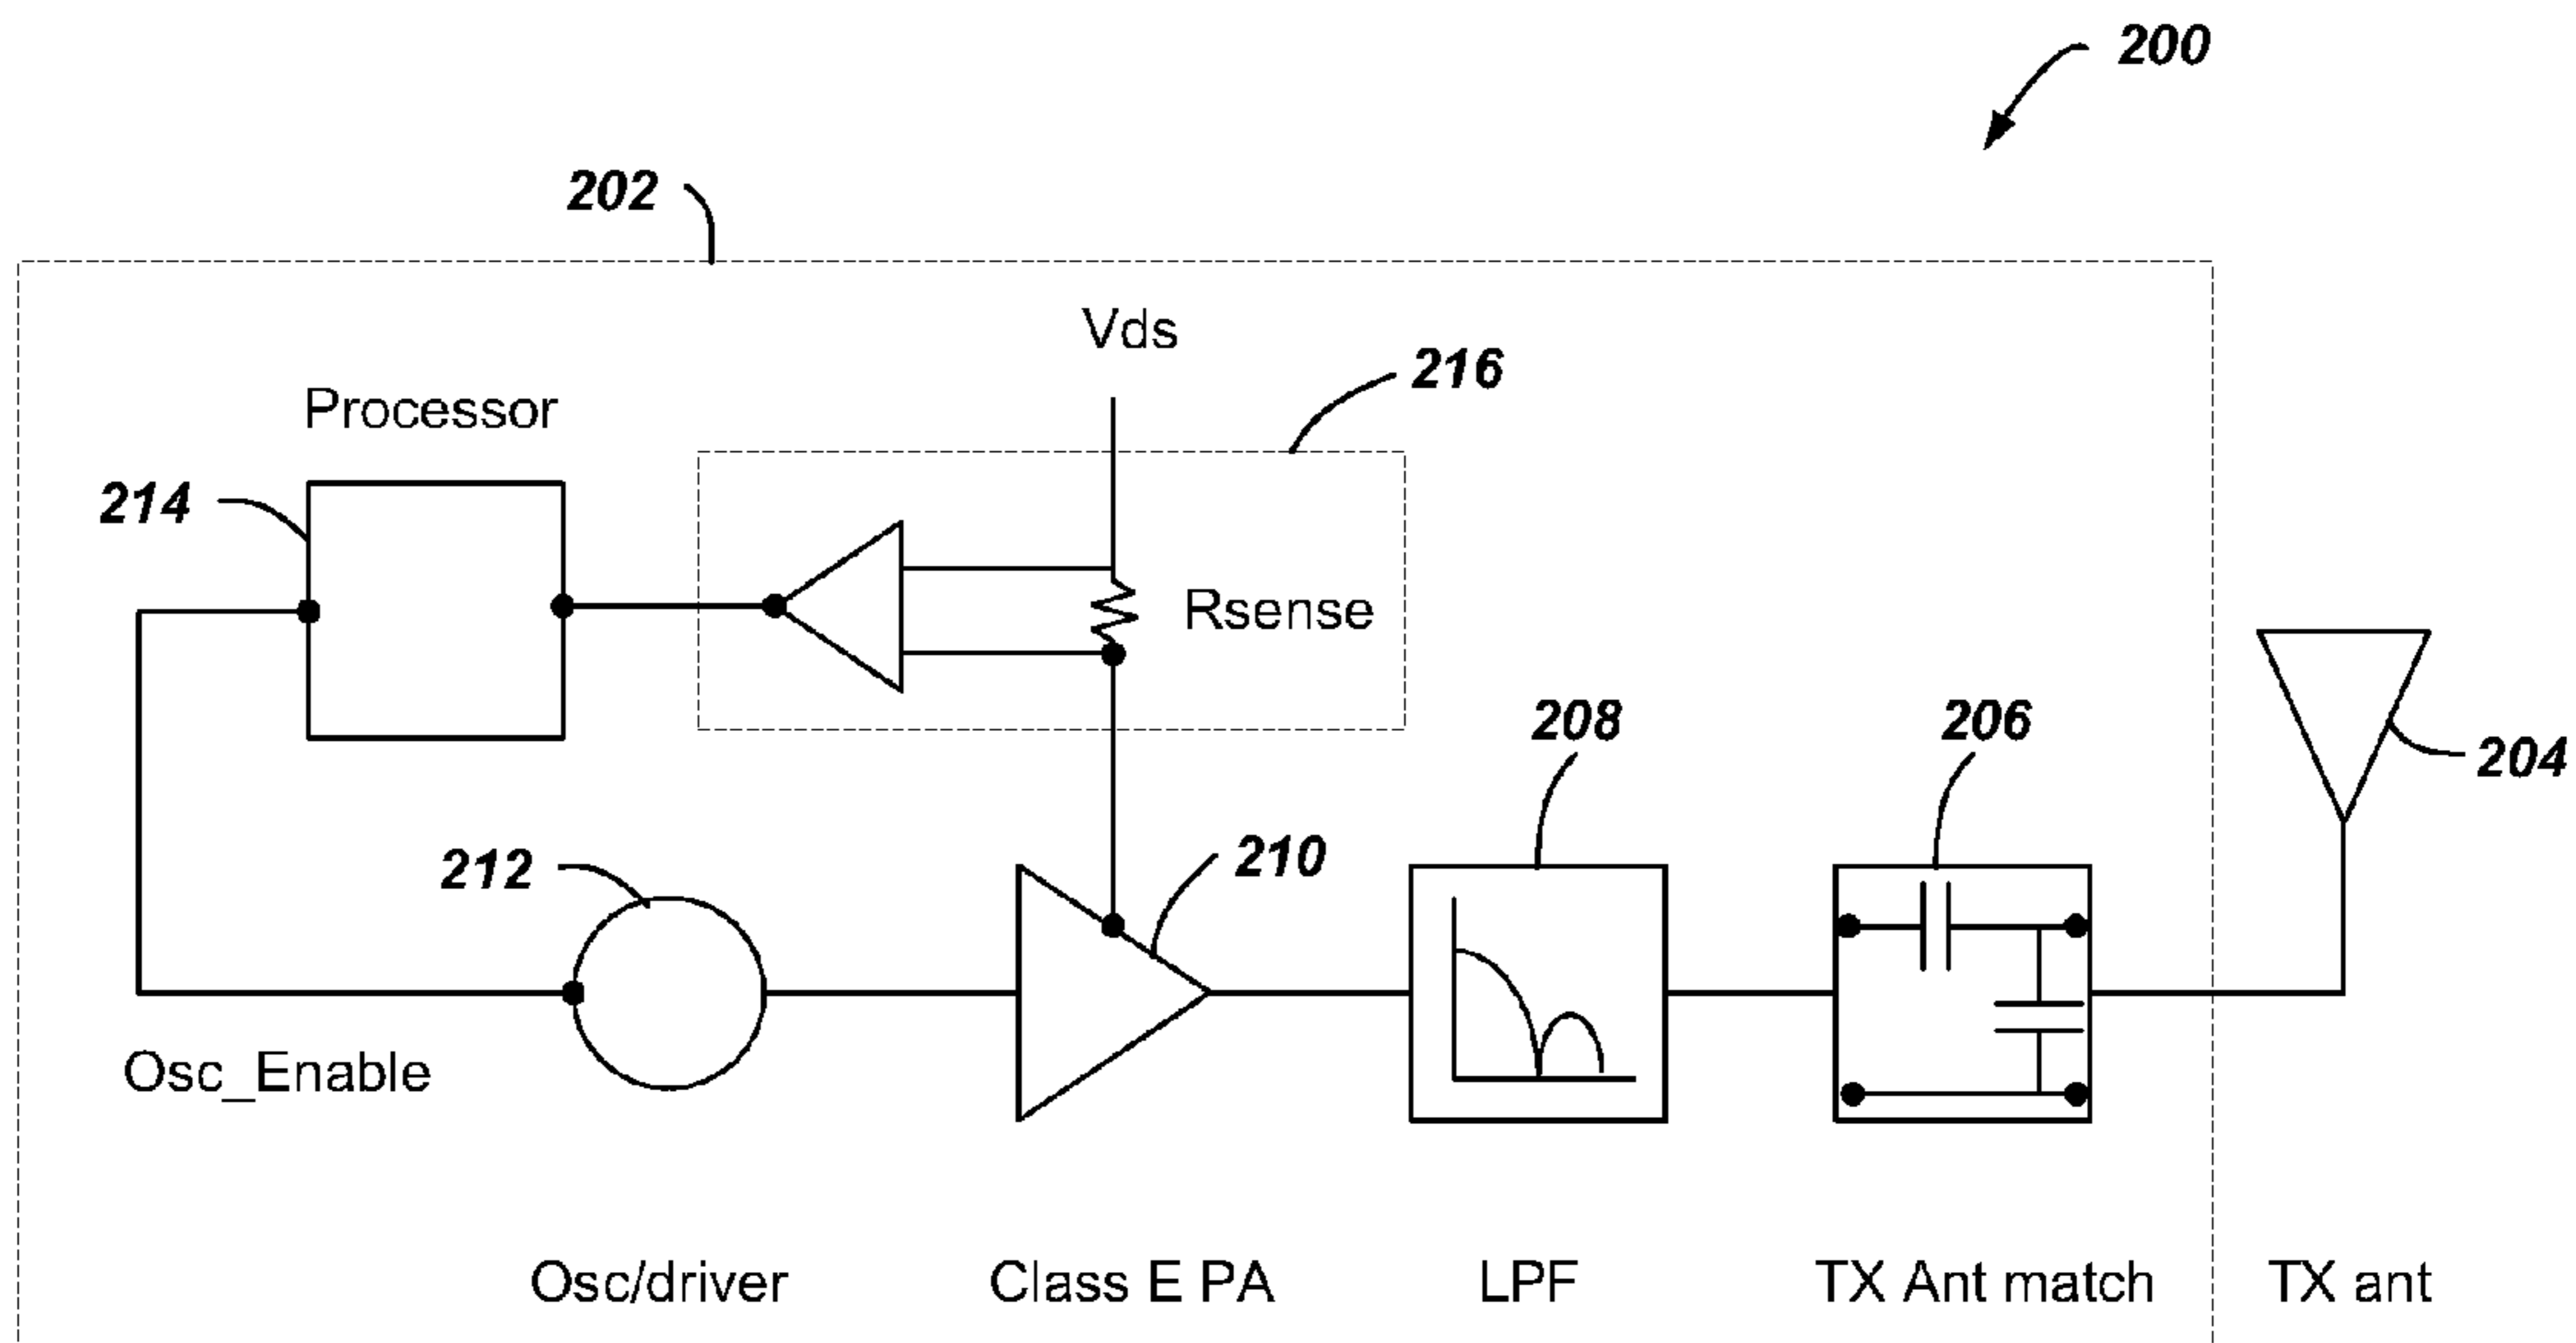 200
202
Vds
216
Processor
214
Rsense
208
206
204
212
210
Osc_Enable
Osc/driver
Class E PA
LPF
TX Ant match
TX ant